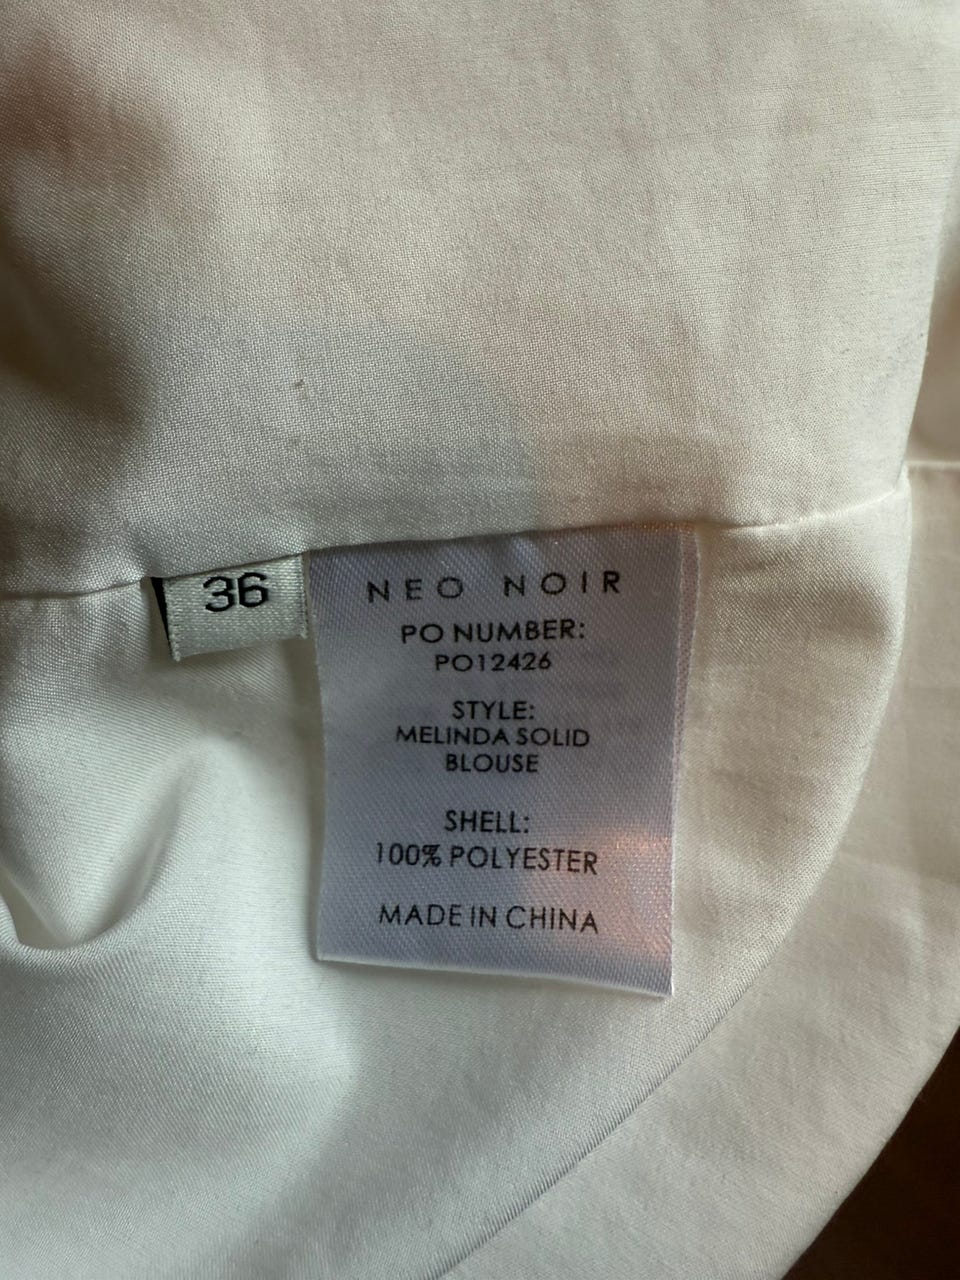 36
NEO NOIR
PO NUMBER:
PO12426
STYLE:
MELINDA SOLID
BLOUSE
SHELL:
100% POLYESTER
MADE IN CHINA